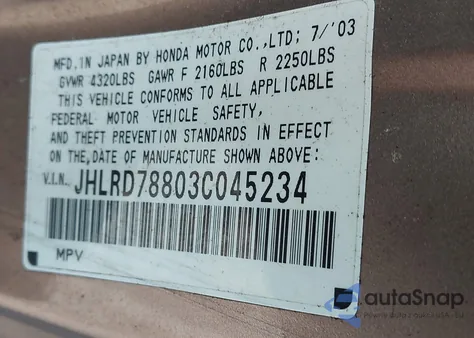 MFD.IN JAPAN BY HONDA MOTOR CO.,LTD; 7/'03
GVWR 4320LBS GAWR F 2160LBS R 2250LBS
THIS VEHICLE CONFORMS TO ALL APPLICABLE
FEDERAL MOTOR VEHICLE SAFETY,
AND THEFT PREVENTION STANDARDS IN EFFECT
ON THE,DATE OF MANUFACTURE SHOWN ABOVE:
V.I.N. JHLRD78803C045234
MPV
autoSnap